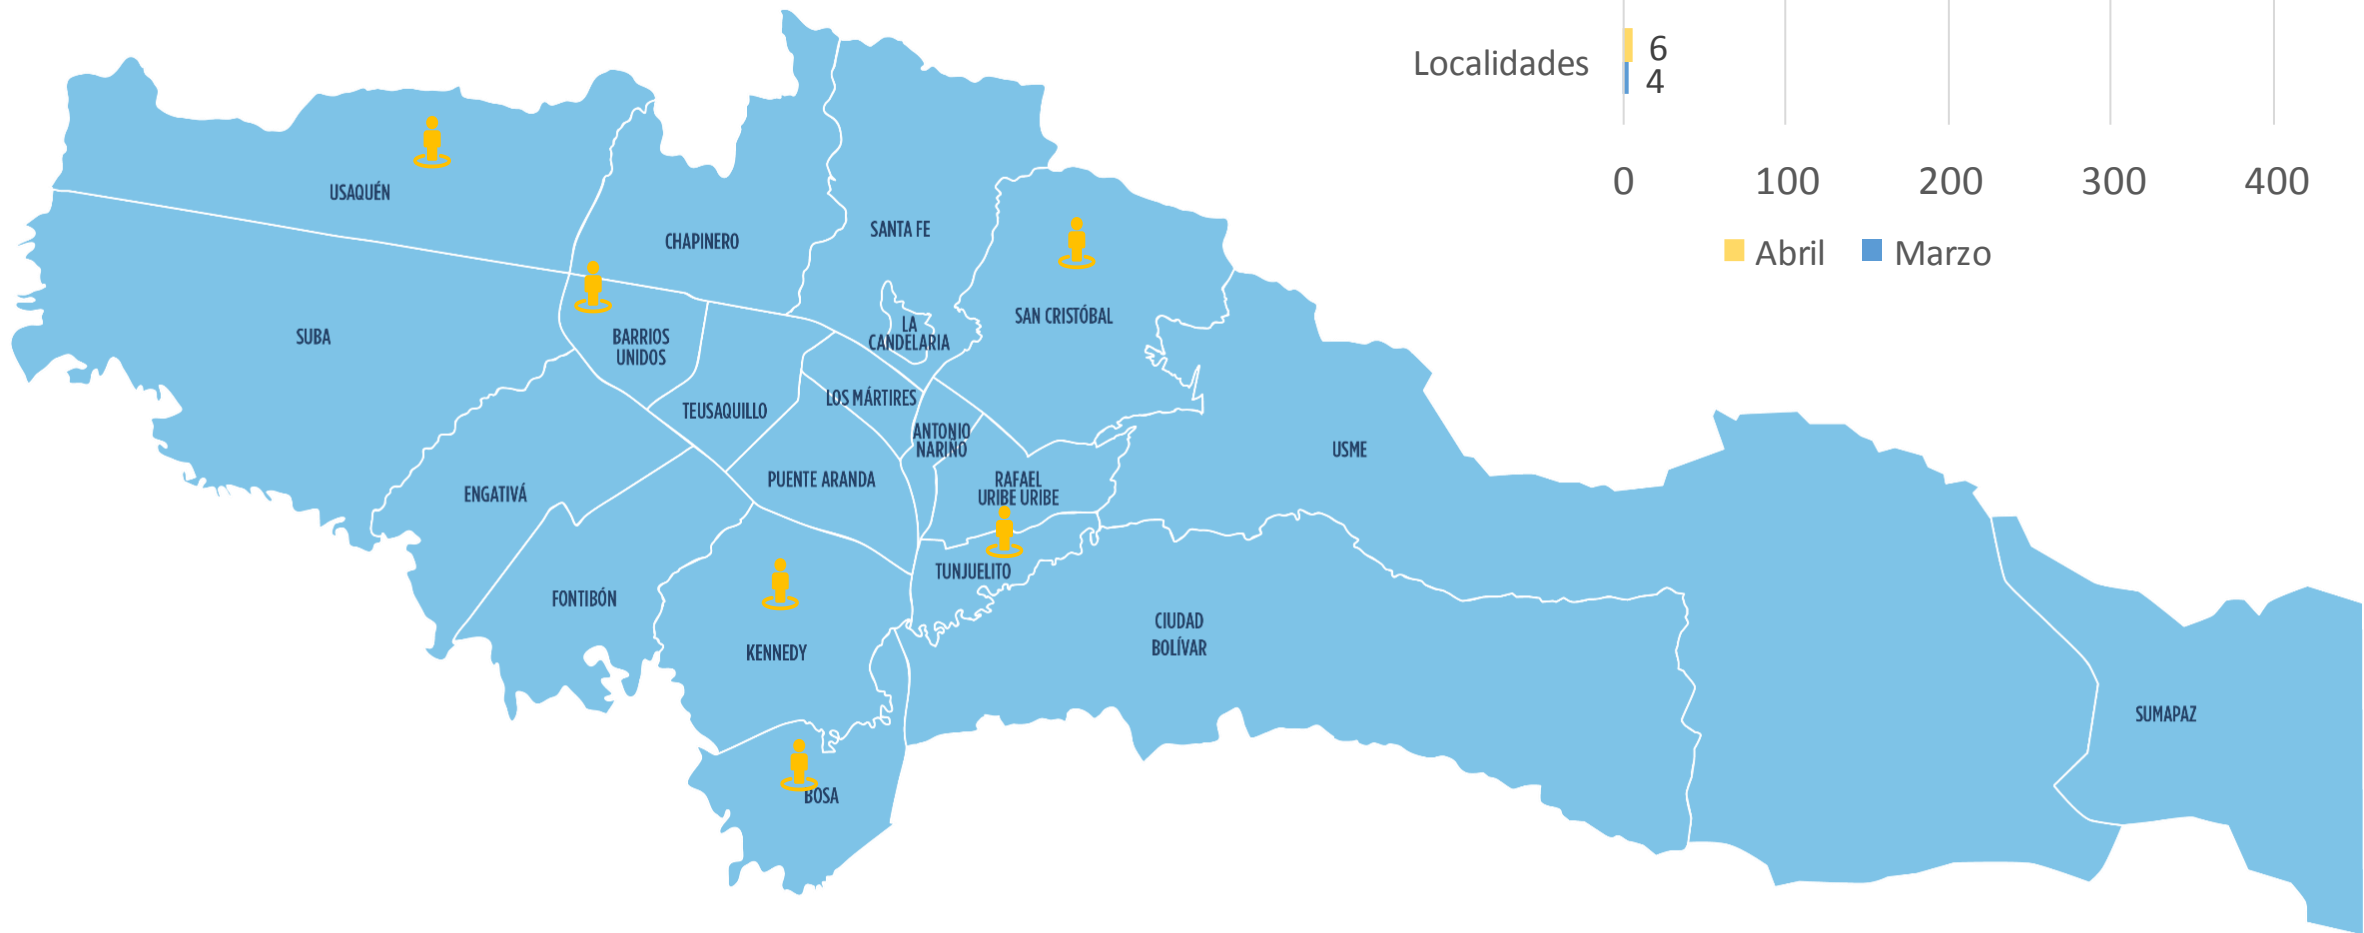 Localidades
6
4
0 100 200 300 400
Abril Marzo
USAQUÉN
CHAPINERO
SANTA FE
SUBA
BARRIOS
UNIDOS
LA
CANDELARIA
SAN CRISTÓBAL
TEUSAQUILLO
LOS MÁRTIRES
ANTONIO
NARIÑO
USME
ENGATIVÁ
PUENTE ARANDA
RAFAEL
URIBE URIBE
FONTIBÓN
TUNJUELITO
KENNEDY
CIUDAD
BOLÍVAR
SUMAPAZ
BOSA